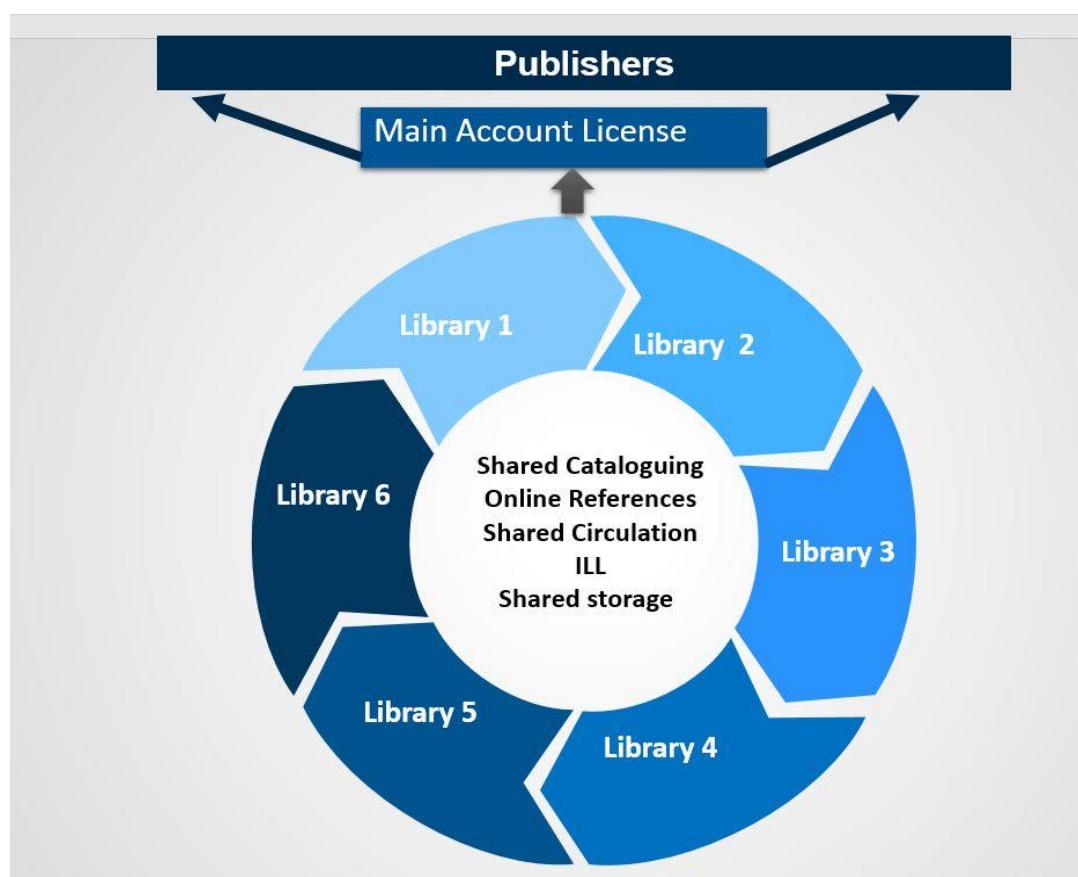 Publishers
Main Account License
Library 1
Library 2
Library 6
Shared Cataloguing
Online References
Shared Circulation
ILL
Shared storage
Library 3
Library 5
Library 4